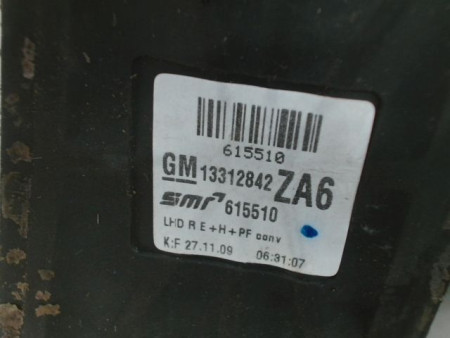 615510
GM 13312842 ZA6
smr 615510
LHD R E+H+PF conv
K:F 27.11.09 06:31:07